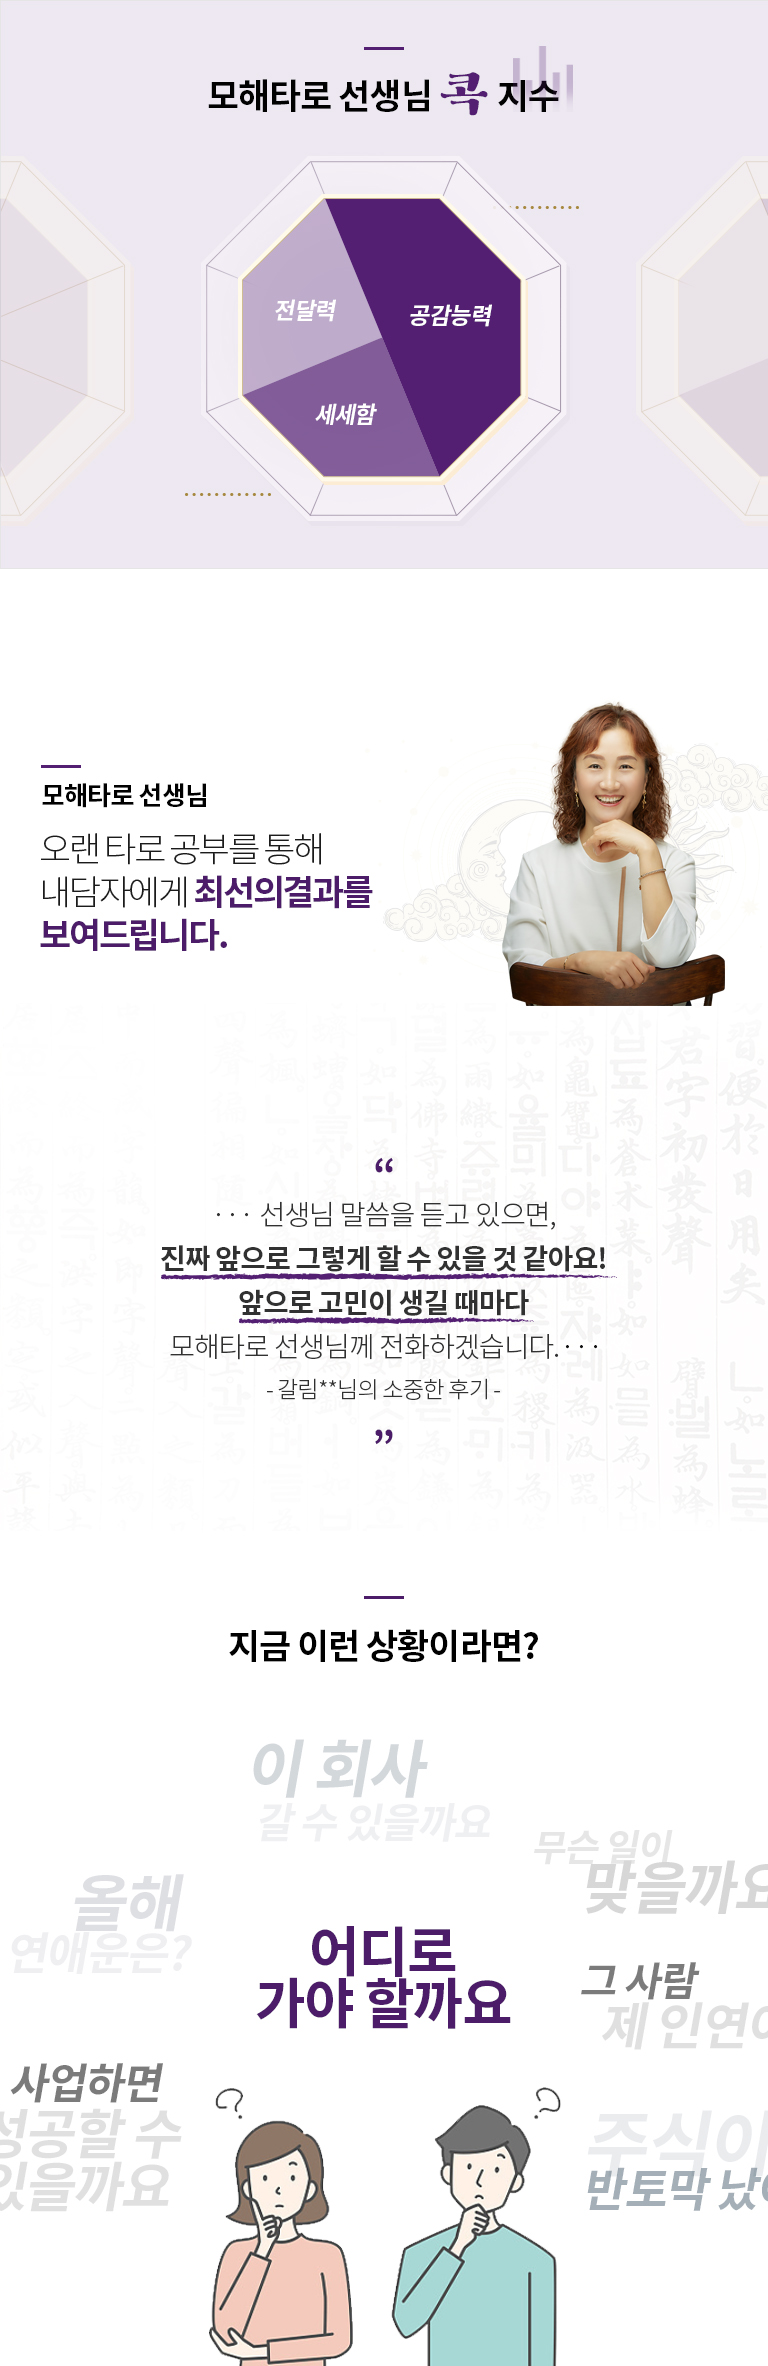 모해타로 선생님 콕 지수
전달력
공감능력
세세함
모해타로 선생님
오랜 타로 공부를 통해
내담자에게 최선의결과를
보여드립니다.
“
··· 선생님 말씀을 듣고 있으면,
진짜 앞으로 그렇게 할 수 있을 것 같아요!
앞으로 고민이 생길 때마다
모해타로 선생님께 전화하겠습니다. ···
- 갈림**님의 소중한 후기 -
”
지금 이런 상황이라면?
이 회사
갈 수 있을까요
무슨 일이
맞을까요
올해
연애운은?
어디로
가야 할까요
그 사람
제 인연이
사업하면
성공할 수
있을까요
주식이
반토막 났